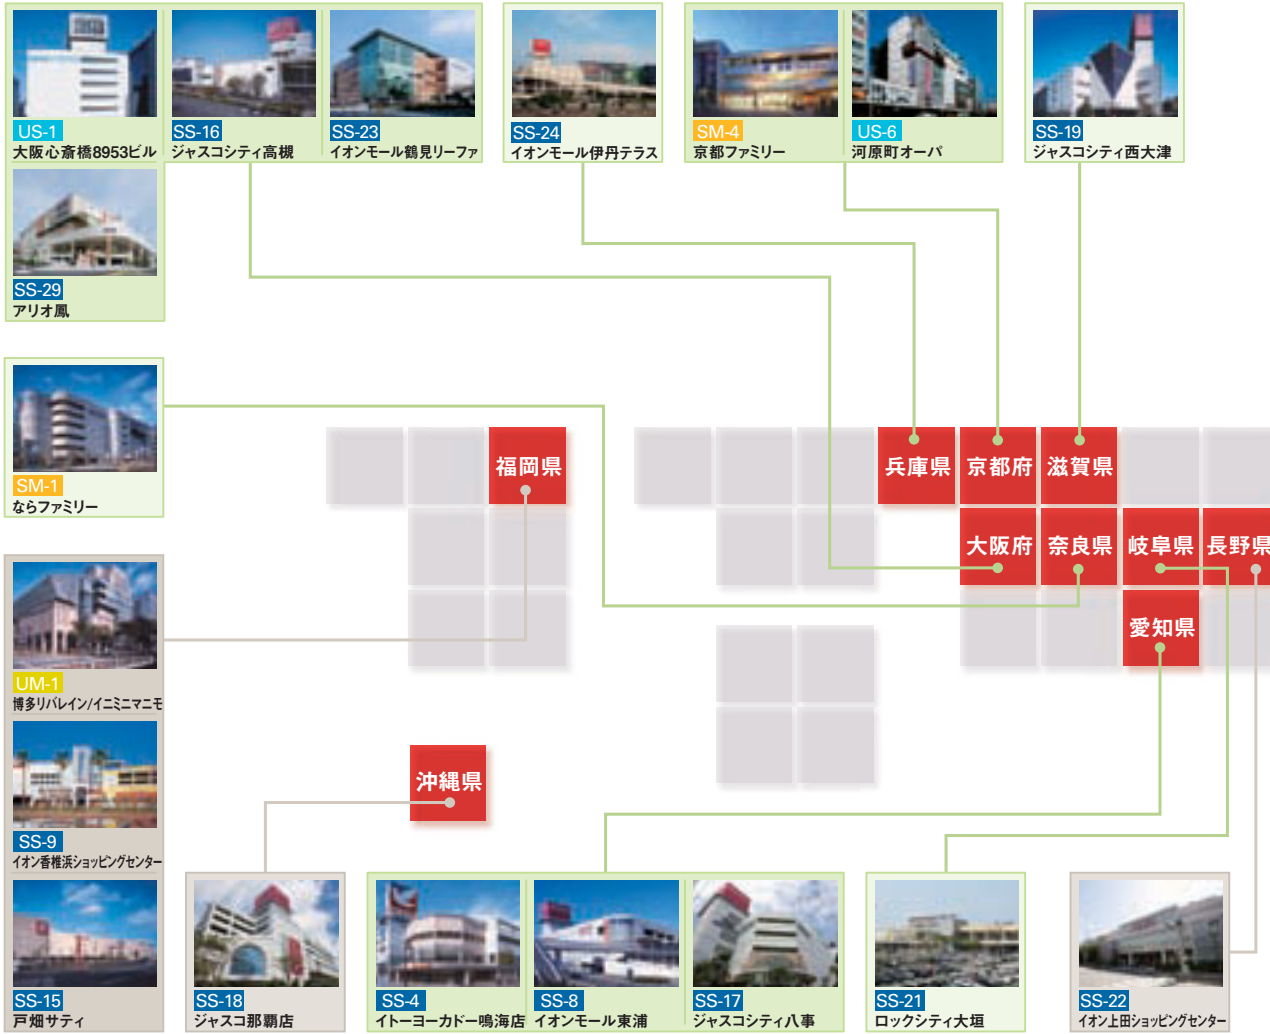 US-1
大阪心斎橋8953ビル
SS-16
ジャスコシティ高槻
SS-23
イオンモール鶴見リーファ
SS-24
イオンモール伊丹テラス
SM-4
京都ファミリー
US-6
河原町オーパ
SS-19
ジャスコシティ西大津
SS-29
アリオ鳳
SM-1
ならファミリー
福岡県
兵庫県
京都府
滋賀県
大阪府
奈良県
岐阜県
長野県
愛知県
沖縄県
UM-1
博多リバレイン/イニミニマニモ
SS-9
イオン香椎浜ショッピングセンター
SS-15
戸畑サティ
SS-18
ジャスコ那覇店
SS-4
イトーヨーカドー鳴海店
SS-8
イオンモール東浦
SS-17
ジャスコシティ八事
SS-21
ロックシティ大垣
SS-22
イオン上田ショッピングセンター